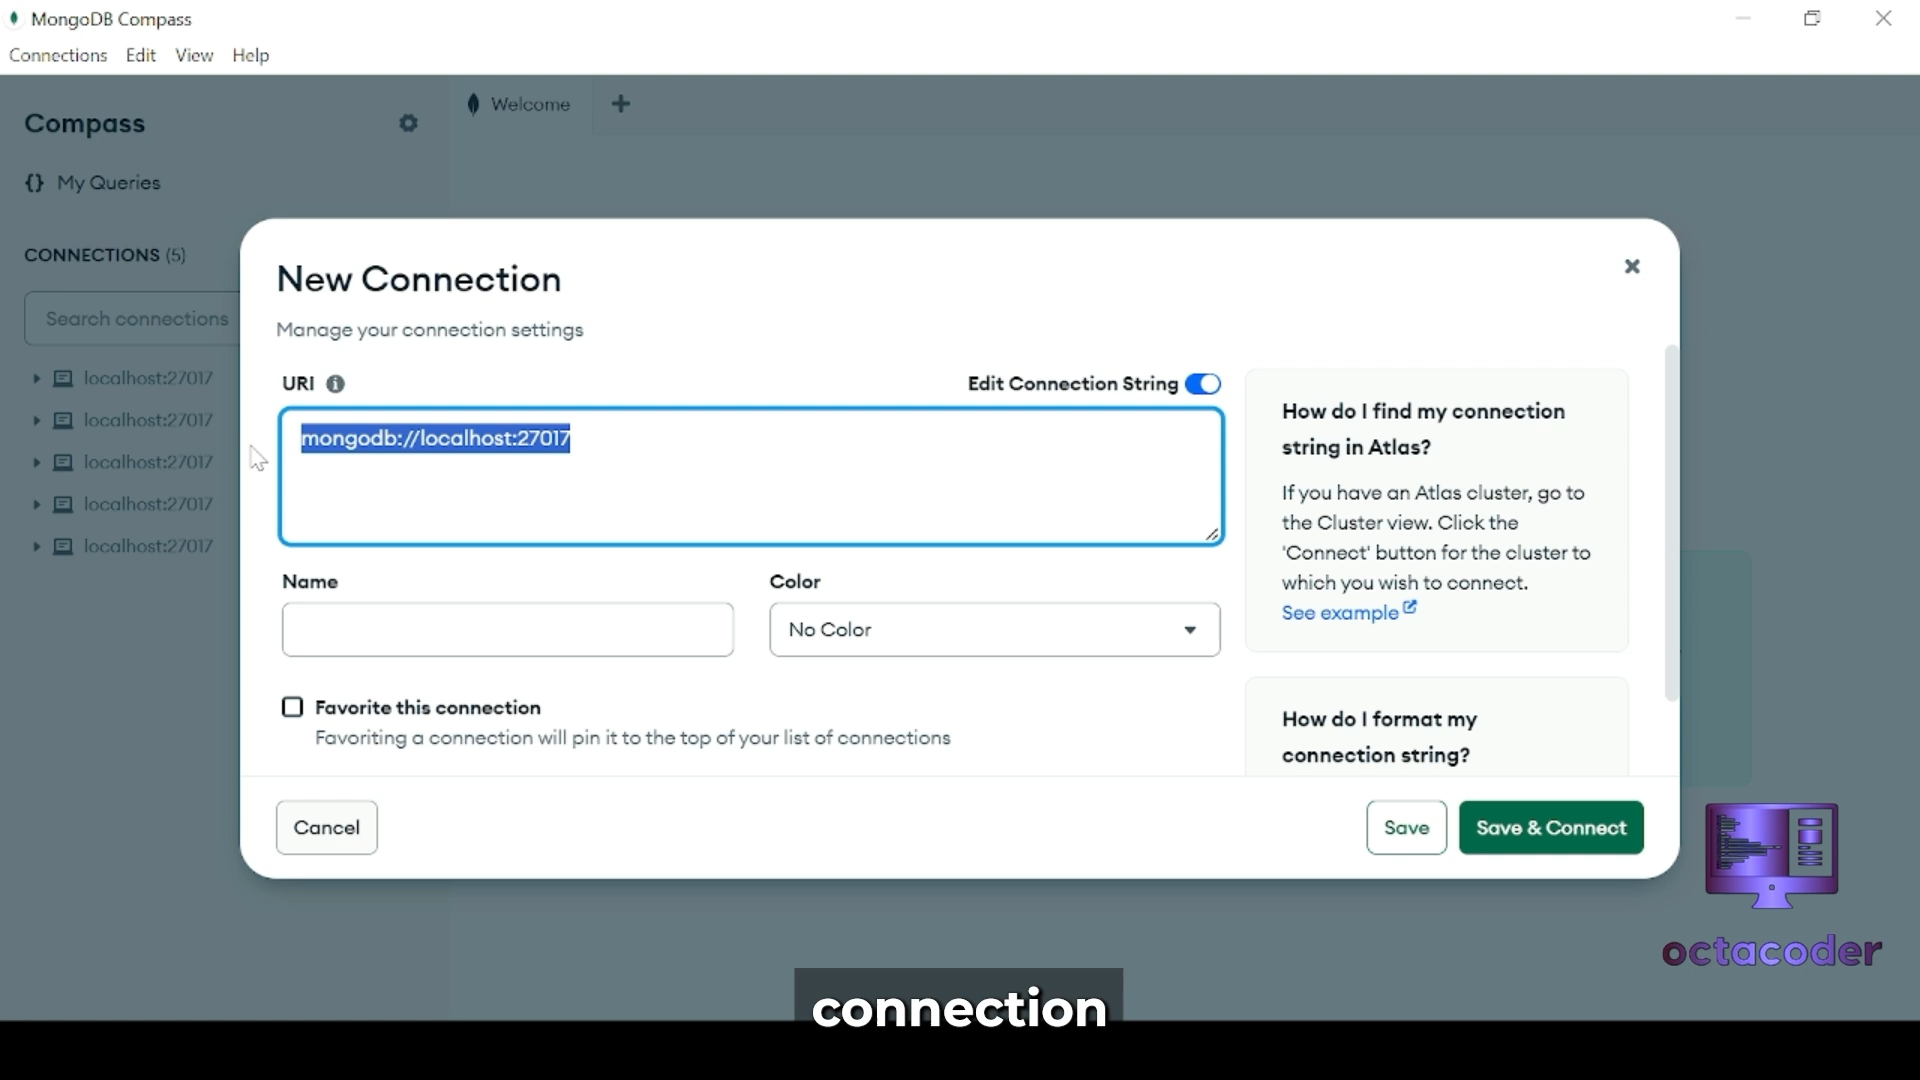 MongoDB Compass
Connections Edit View Help
Compass
Welcome
{} My Queries
CONNECTIONS (5)
Search connections
localhost:27017
localhost:27017
localhost:27017
localhost:27017
localhost:27017
New Connection
Manage your connection settings
URI
Edit Connection String
mongodb://localhost:27017
Name
Color
No Color
Favorite this connection
Favoriting a connection will pin it to the top of your list of connections
How do I find my connection
string in Atlas?
If you have an Atlas cluster, go to
the Cluster view. Click the
'Connect' button for the cluster to
which you wish to connect.
See example
How do I format my
connection string?
Cancel
Save
Save & Connect
octacoder
connection